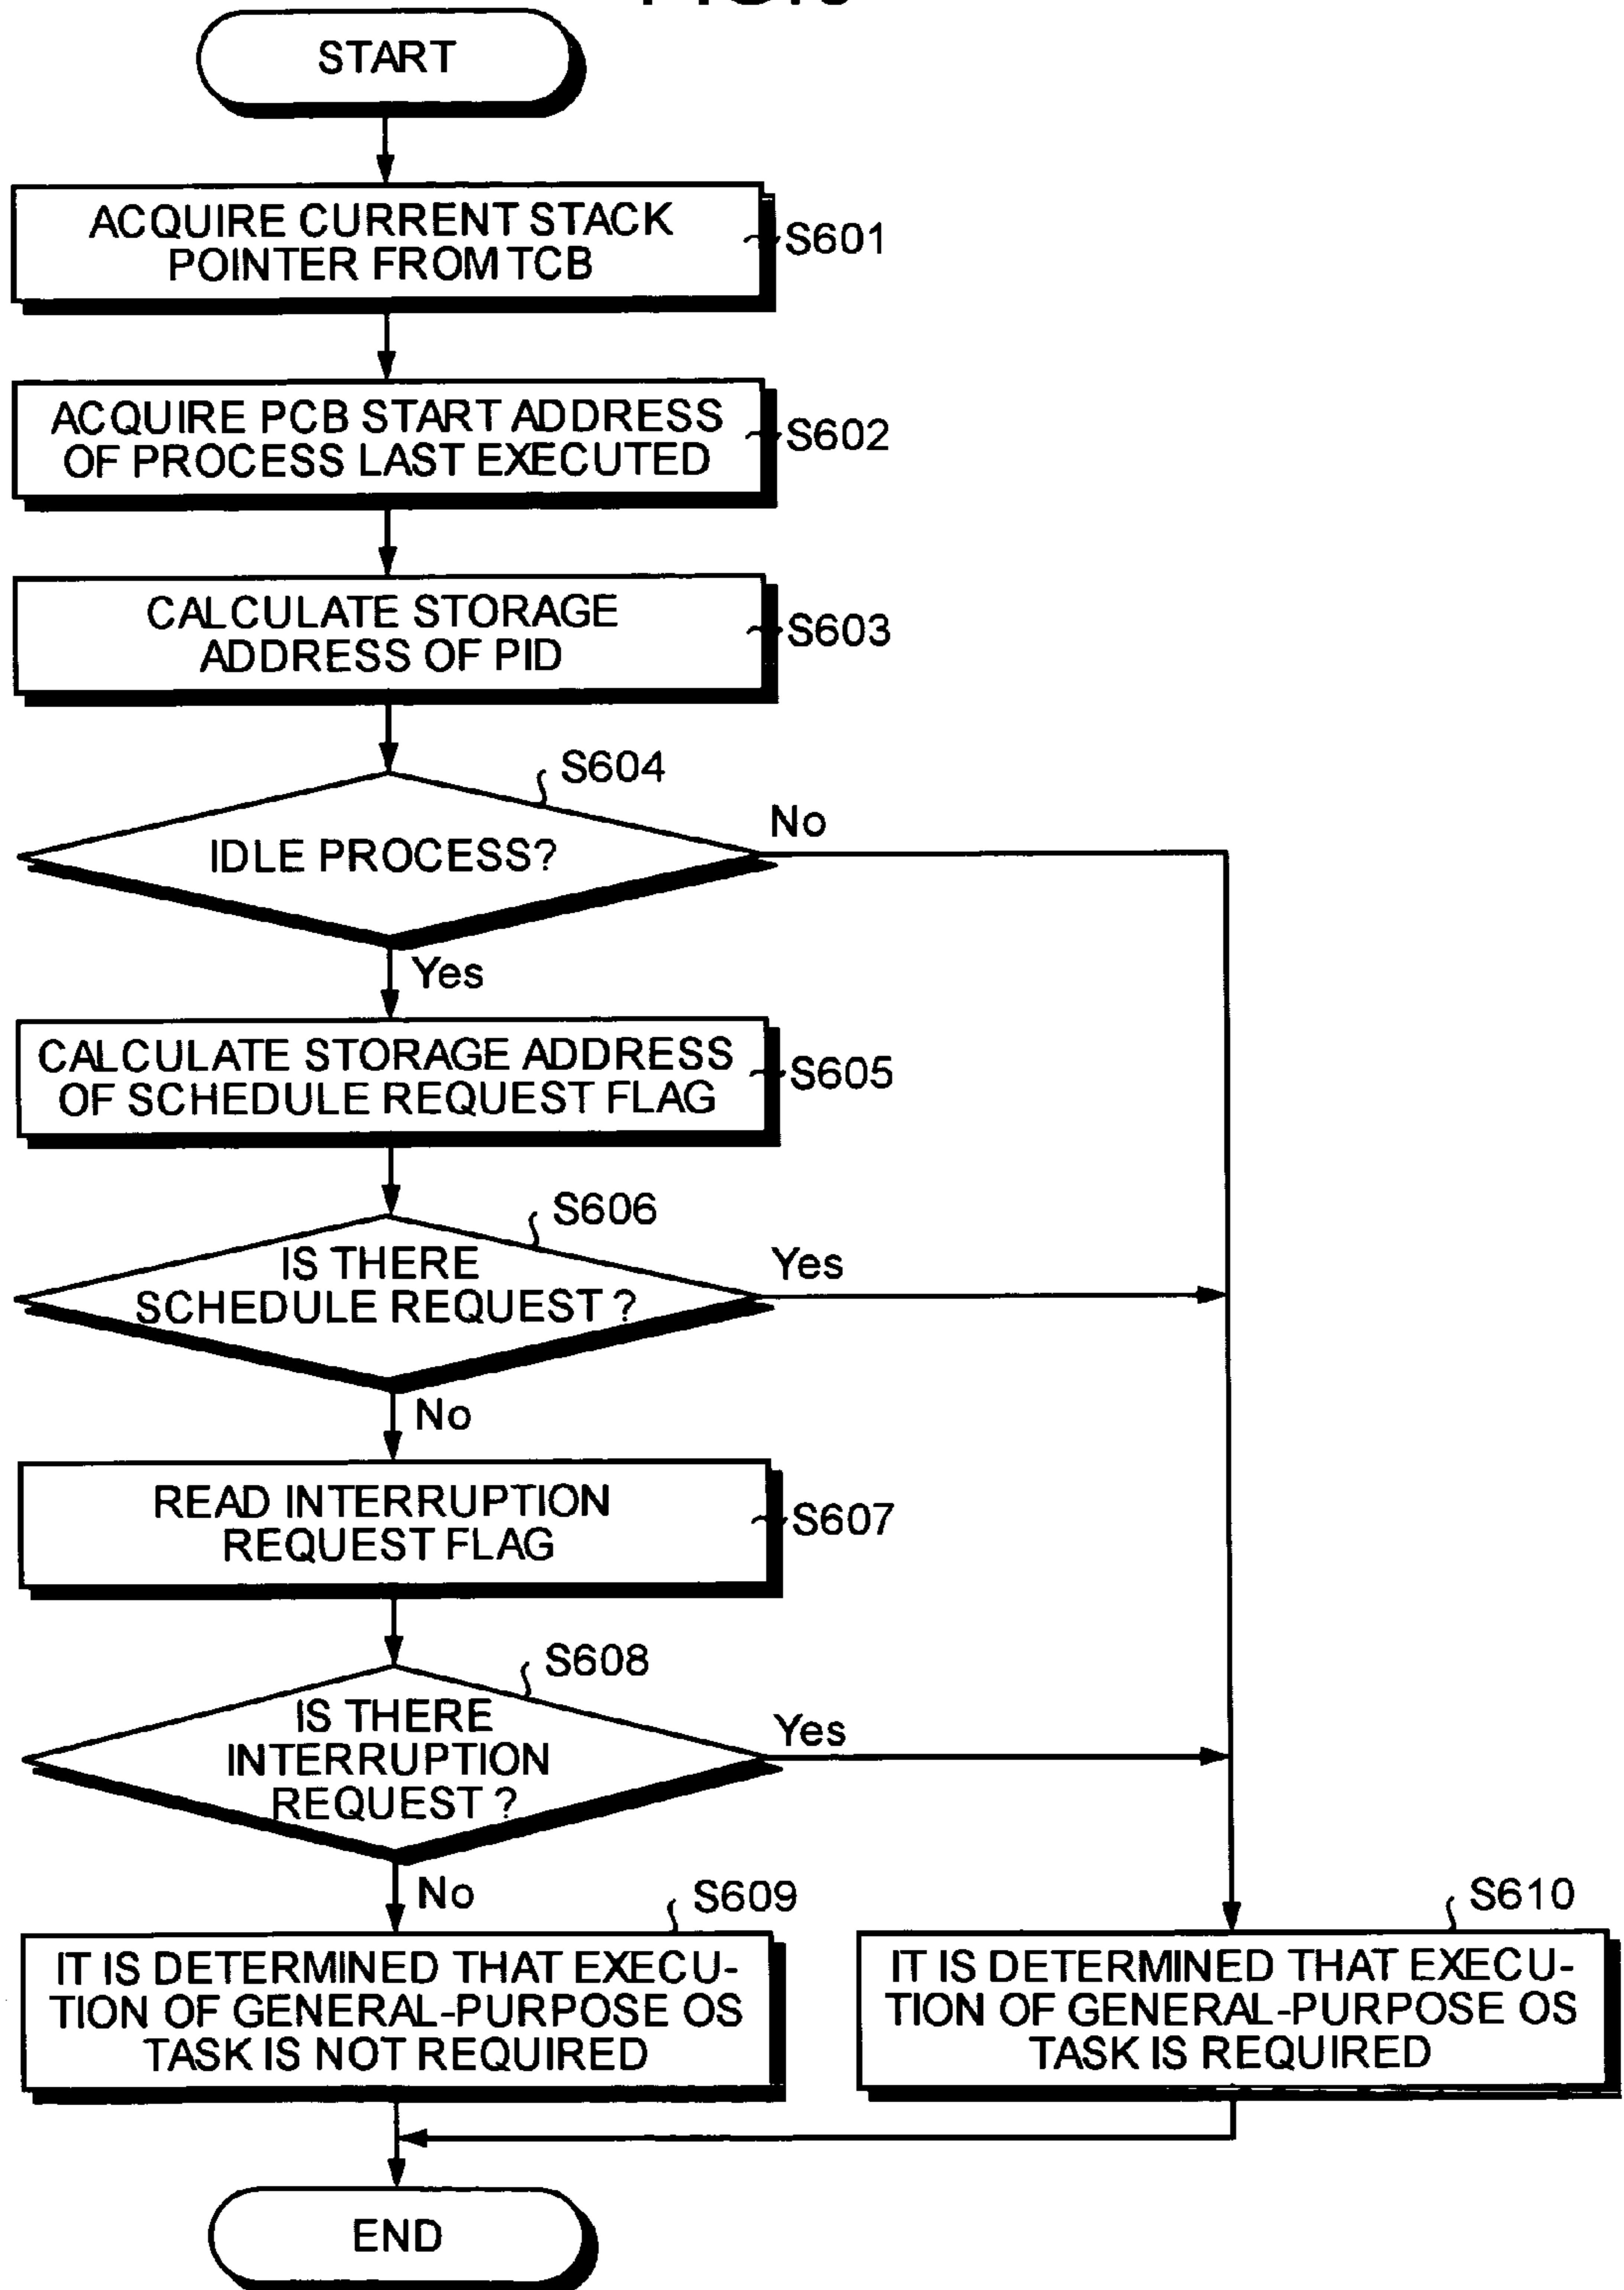 START
ACQUIRE CURRENT STACK
POINTER FROM TCB
S601
ACQUIRE PCB START ADDRESS
OF PROCESS LAST EXECUTED
S602
CALCULATE STORAGE
ADDRESS OF PID
S603
S604
IDLE PROCESS?
No
Yes
CALCULATE STORAGE ADDRESS
OF SCHEDULE REQUEST FLAG
S605
S606
IS THERE
SCHEDULE REQUEST ?
Yes
No
READ INTERRUPTION
REQUEST FLAG
S607
S608
IS THERE
INTERRUPTION
REQUEST ?
Yes
No
S609
IT IS DETERMINED THAT EXECU-
TION OF GENERAL-PURPOSE OS
TASK IS NOT REQUIRED
S610
IT IS DETERMINED THAT EXECU-
TION OF GENERAL-PURPOSE OS
TASK IS REQUIRED
END